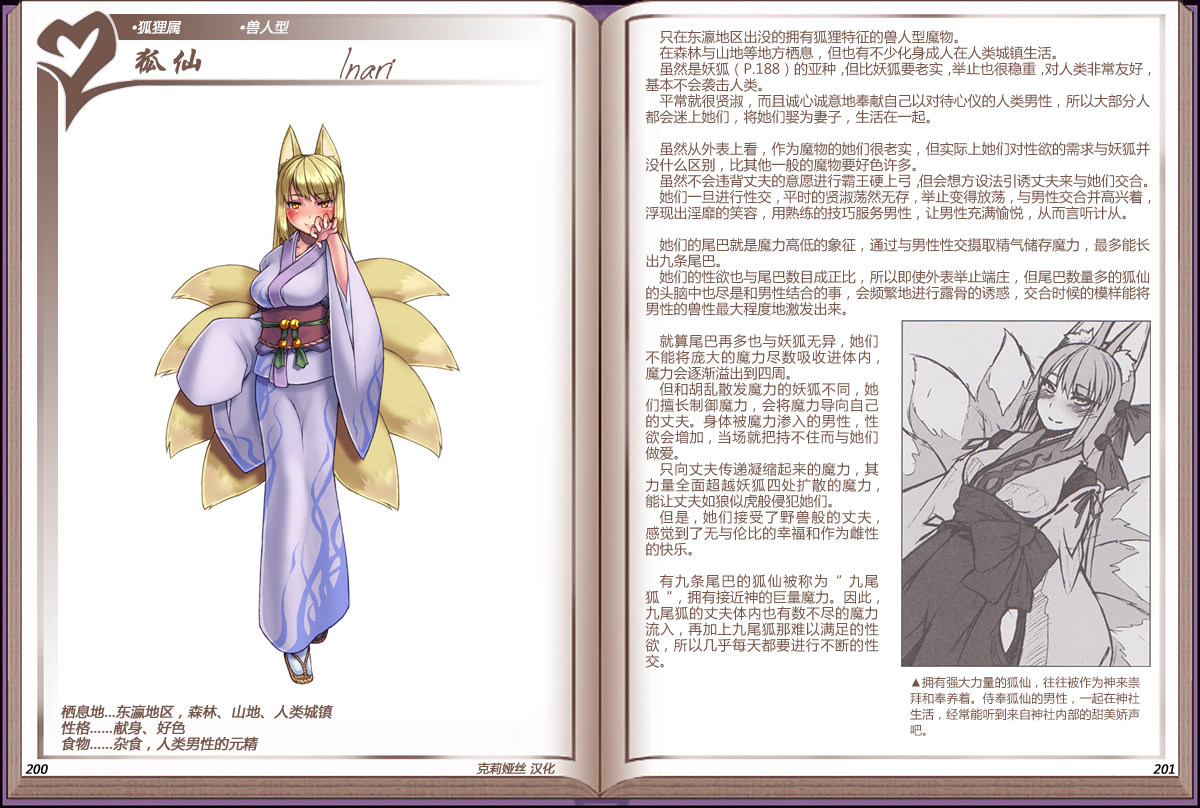 •狐狸属 •兽人型
狐仙 Inari
栖息地...东瀛地区，森林、山地、人类城镇
性格......献身、好色
食物......杂食，人类男性的元精
200
克莉娅丝 汉化
只在东瀛地区出没的拥有狐狸特征的兽人型魔物。
在森林与山地等地方栖息，但也有不少化身成人在人类城镇生活。
虽然是妖狐（P.188）的亚种，但比妖狐要老实，举止也很稳重，对人类非常友好，
基本不会袭击人类。
平常就很贤淑，而且诚心诚意地奉献自己以对待心仪的人类男性，所以大部分人
都会迷上她们，将她们娶为妻子，生活在一起。
虽然从外表上看，作为魔物的她们很老实，但实际上她们对性欲的需求与妖狐并
没什么区别，比其他一般的魔物要好色许多。
虽然不会违背丈夫的意愿进行霸王硬上弓，但会想方设法引诱丈夫来与她们交合。
她们一旦进行性交，平时的贤淑荡然无存，举止变得放荡，与男性交合并高兴着，
浮现出淫靡的笑容，用熟练的技巧服务男性，让男性充满愉悦，从而言听计从。
她们的尾巴就是魔力高低的象征，通过与男性性交摄取精气储存魔力，最多能长
出九条尾巴。
她们的性欲也与尾巴数目成正比，所以即使外表举止端庄，但尾巴数量多的狐仙
的头脑中也尽是和男性结合的事，会频繁地进行露骨的诱惑，交合时候的模样能将
男性的兽性最大程度地激发出来。
就算尾巴再多也与妖狐无异，她们
不能将庞大的魔力尽数吸收进体内，
魔力会逐渐溢出到四周。
但和胡乱散发魔力的妖狐不同，她
们擅长制御魔力，会将魔力导向自己
的丈夫。身体被魔力渗入的男性，性
欲会增加，当场就把持不住而与她们
做爱。
只向丈夫传递凝缩起来的魔力，其
力量全面超越妖狐四处扩散的魔力，
能让丈夫如狼似虎般侵犯她们。
但是，她们接受了野兽般的丈夫，
感觉到了无与伦比的幸福和作为雌性
的快乐。
有九条尾巴的狐仙被称为“ 九尾
狐 ”，拥有接近神的巨量魔力。因此，
九尾狐的丈夫体内也有数不尽的魔力
流入，再加上九尾狐那难以满足的性
欲，所以几乎每天都要进行不断的性
交。
▲拥有强大力量的狐仙，往往被作为神来崇
拜和奉养着。侍奉狐仙的男性，一起在神社
生活，经常能听到来自神社内部的甜美娇声
吧。
201